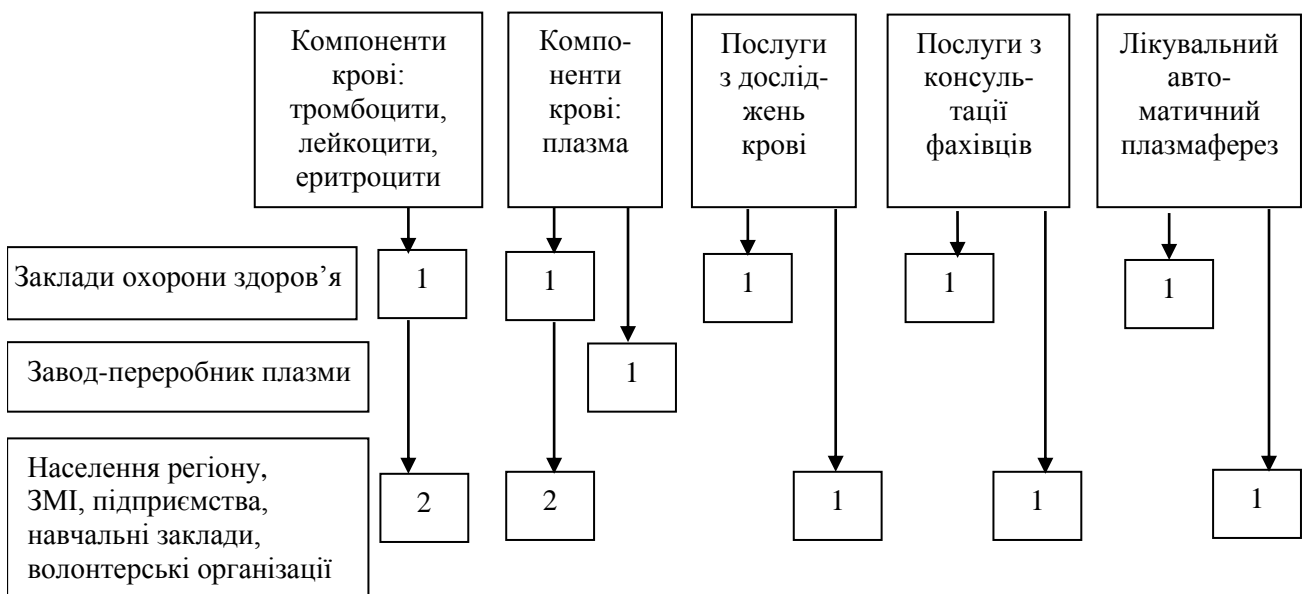 Компоненти
крові:
тромбоцити,
лейкоцити,
еритроцити
Компо-
ненти
крові:
плазма
Послуги
з дослід-
жень
крові
Послуги з
консуль-
тації
фахівців
Лікувальний
авто-
матичний
плазмаферез
Заклади охорони здоров’я
1
1
1
1
1
Завод-переробник плазми
1
Населення регіону,
ЗМІ, підприємства,
навчальні заклади,
волонтерські організації
2
2
1
1
1